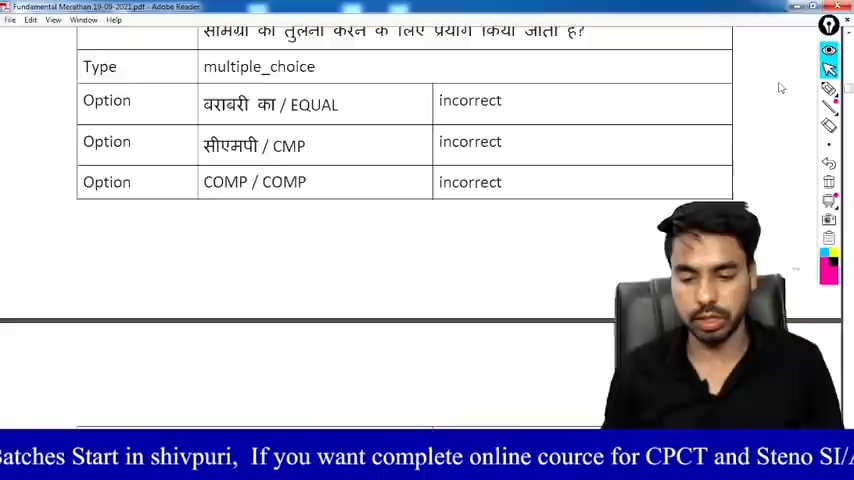 Fundamental Merathan 19-09-2021.pdf - Adobe Reader
File Edit View Window Help
सामग्री की तुलना करने के लिए प्रयोग किया जाता है?
Type multiple_choice
Option बराबरी का / EQUAL incorrect
Option सीएमपी / CMP incorrect
Option COMP / COMP incorrect
Batches Start in shivpuri, If you want complete online cource for CPCT and Steno SI/A